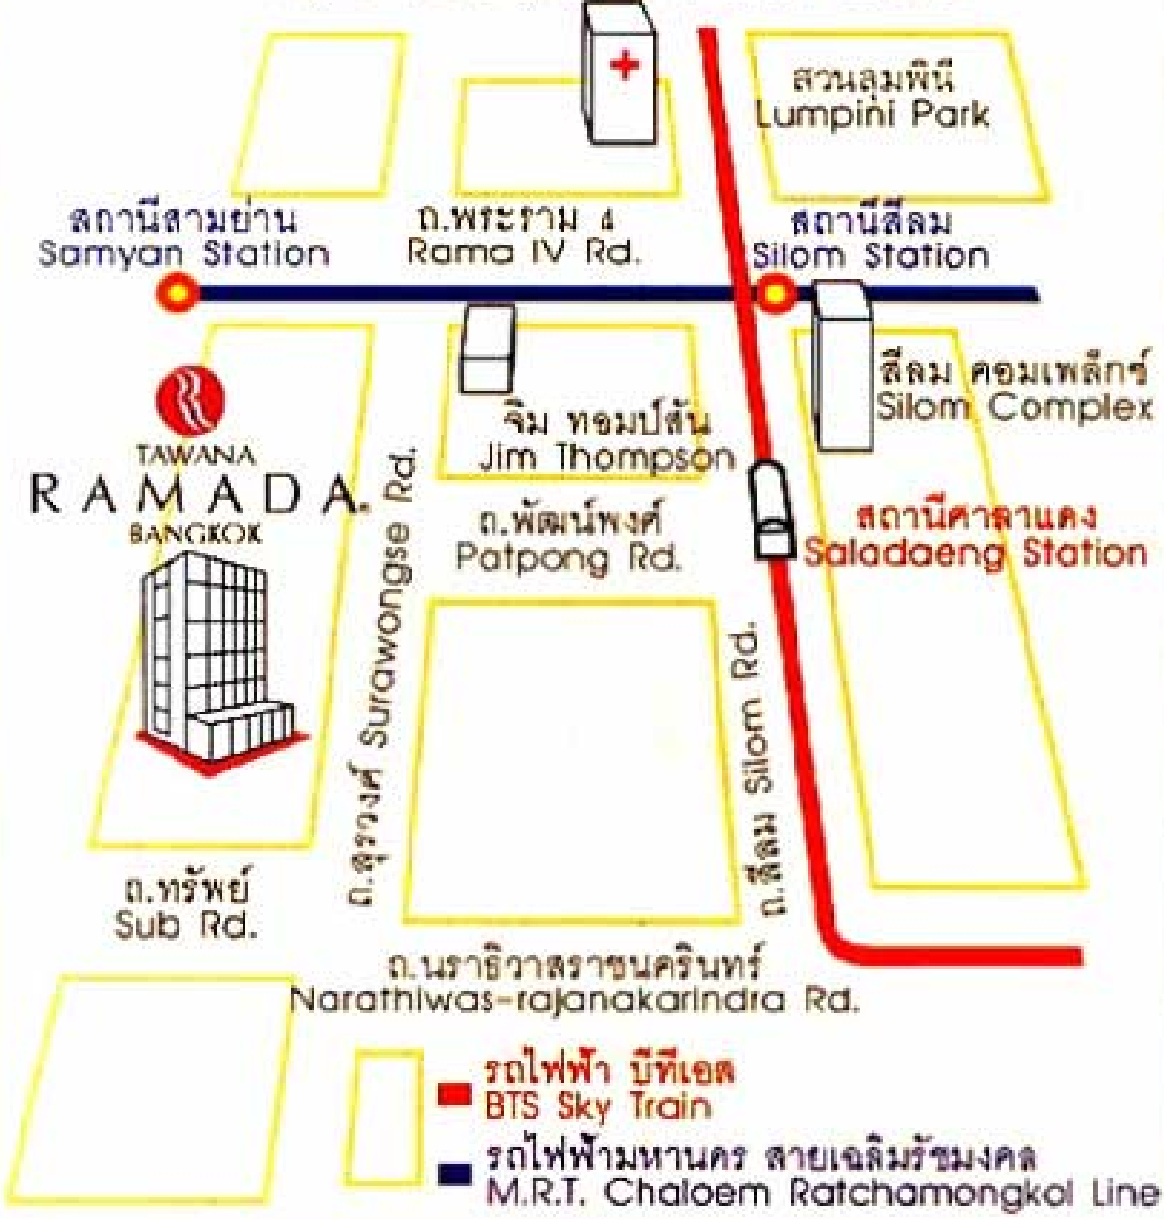 สวนลุมพินี
Lumpini Park
สถานีสามย่าน
Samyan Station
ถ.พระราม 4
Rama IV Rd.
สถานีสีลม
Silom Station
สีลม คอมเพล็กซ์
Silom Complex
จิม ทอมป์สัน
Jim Thompson
TAWANA
RAMADA
BANGKOK
ถ.สุรวงศ์ Surawongse Rd.
ถ.พัฒน์พงศ์
Patpong Rd.
สถานีศาลาแดง
Saladaeng Station
ถ.สีลม Silom Rd.
ถ.ทรัพย์
Sub Rd.
ถ.นราธิวาสราชนครินทร์
Narathiwas-rajanakarindra Rd.
รถไฟฟ้า บีทีเอส
BTS Sky Train
รถไฟฟ้ามหานคร สายเฉลิมรัชมงคล
M.R.T. Chaloem Ratchamongkol Line